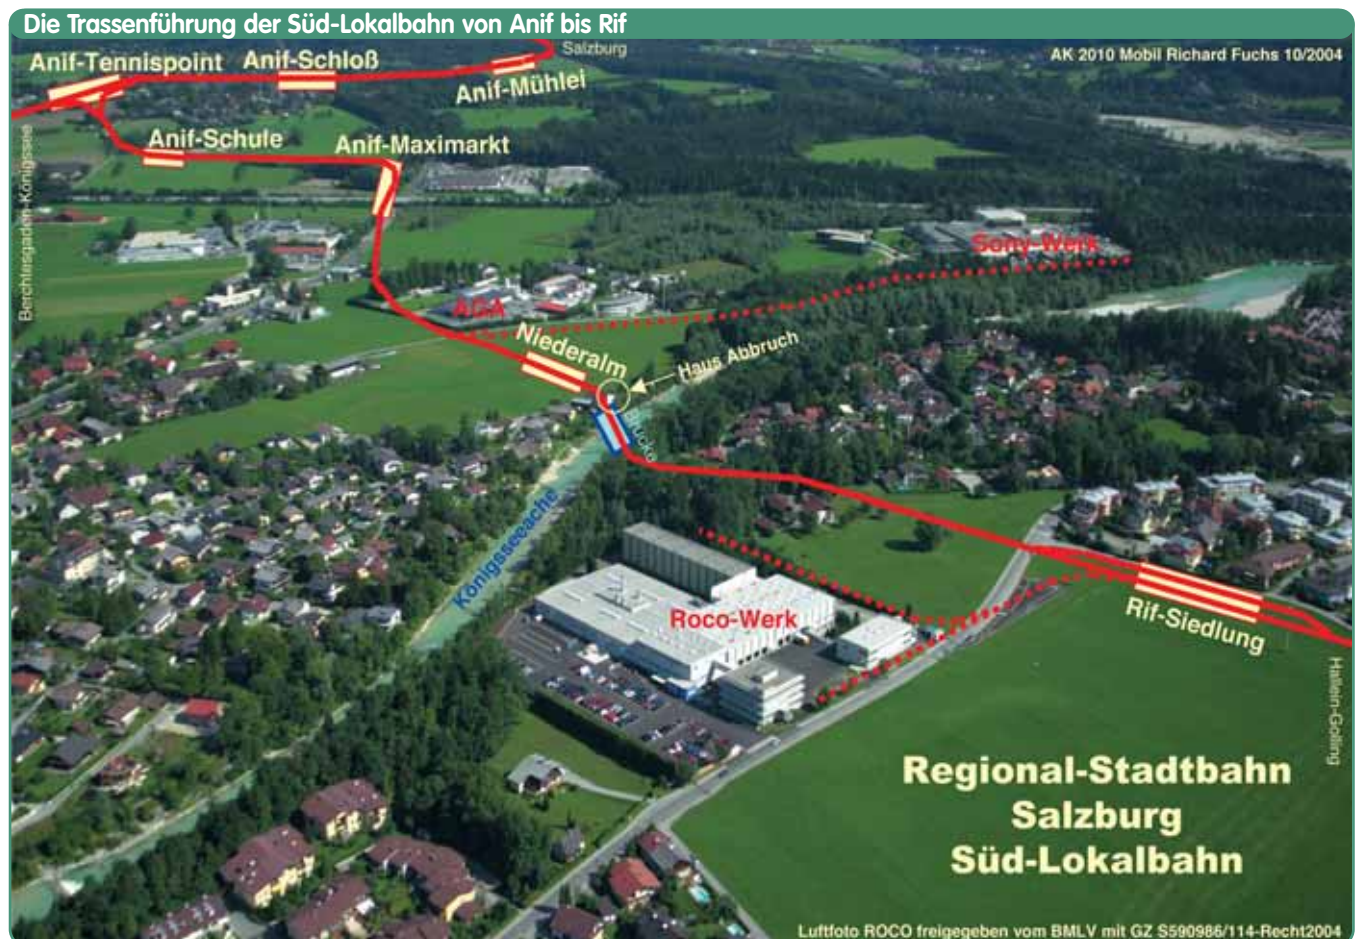 Die Trassenführung der Süd-Lokalbahn von Anif bis Rif
Salzburg
AK 2010 Mobil Richard Fuchs 10/2004
Anif-Tennispoint
Anif-Schloß
Anif-Mühlei
Berchtesgaden-Königssee
Anif-Schule
Anif-Maximarkt
Sony-Werk
AGA
Niederalm
Haus Abbruch
Brücke
Königsseeache
Roco-Werk
Rif-Siedlung
Hallein-Golling
Regional-Stadtbahn
Salzburg
Süd-Lokalbahn
Luftfoto ROCO freigegeben vom BMLV mit GZ S590986/114-Recht2004